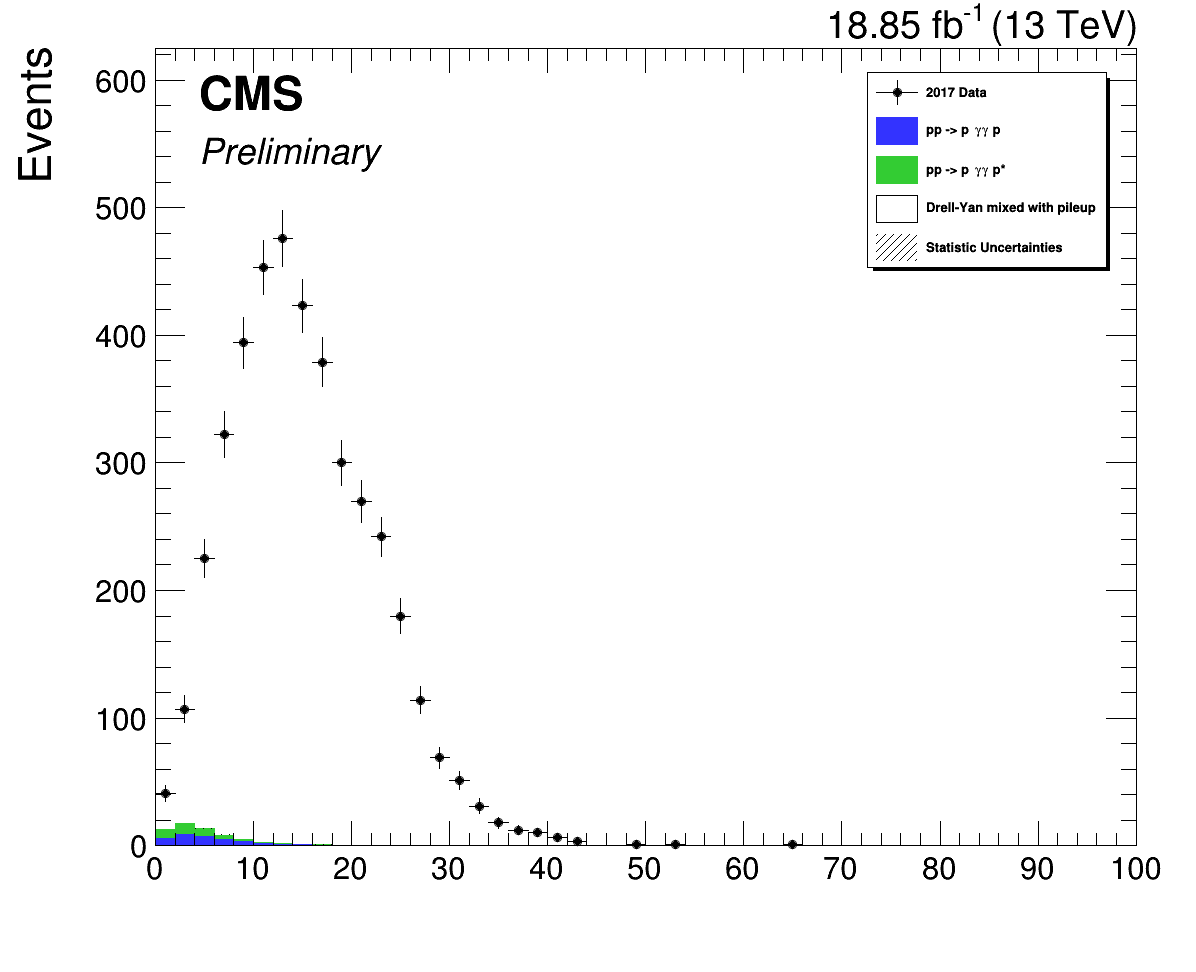 18.85 fb-1 (13 TeV)
Events
CMS
Preliminary
2017 Data
pp -> p γγ p
pp -> p γγ p*
Drell-Yan mixed with pileup
Statistic Uncertainties
600
500
400
300
200
100
0
0 10 20 30 40 50 60 70 80 90 100